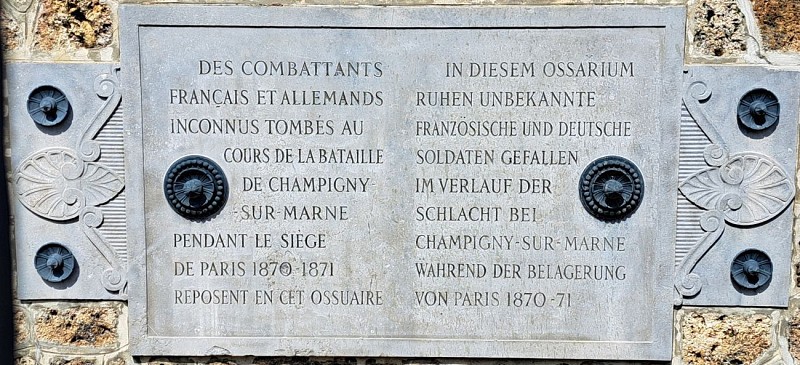 DES COMBATTANTS
FRANÇAIS ET ALLEMANDS
INCONNUS TOMBÉS AU
COURS DE LA BATAILLE
DE CHAMPIGNY-
-SUR-MARNE
PENDANT LE SIÈGE
DE PARIS 1870-1871
REPOSENT EN CET OSSUAIRE
IN DIESEM OSSARIUM
RUHEN UNBEKANNTE
FRANZÖSISCHE UND DEUTSCHE
SOLDATEN GEFALLEN
IM VERLAUF DER
SCHLACHT BEI
CHAMPIGNY-SUR-MARNE
WAHREND DER BELAGERUNG
VON PARIS 1870-71